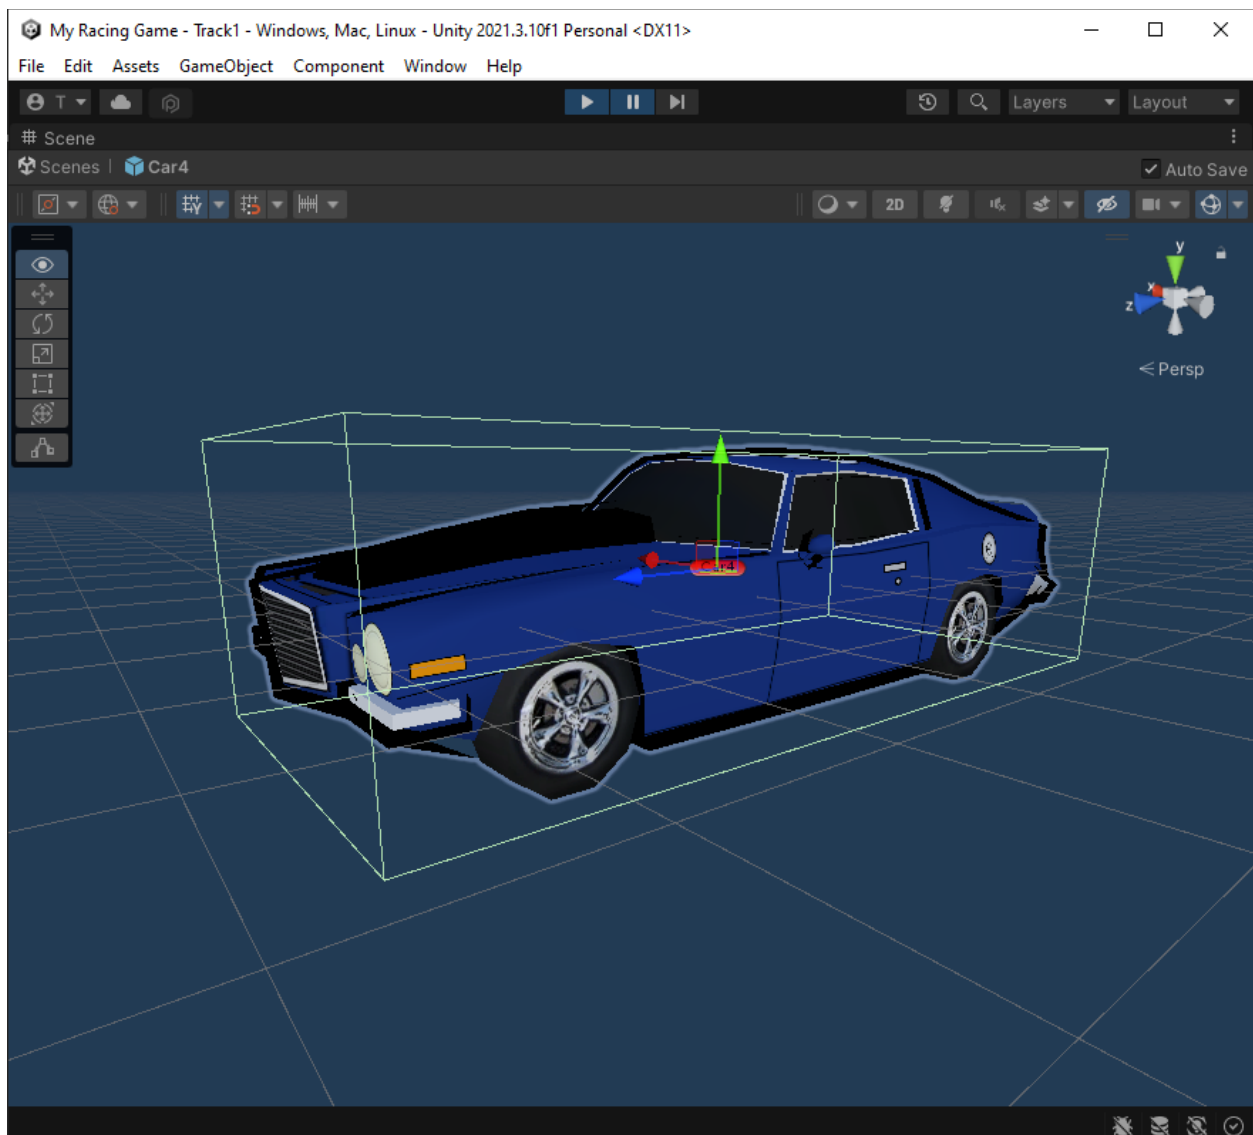 My Racing Game - Track1 - Windows, Mac, Linux - Unity 2021.3.10f1 Personal <DX11>
File Edit Assets GameObject Component Window Help
T Layers Layout
Scene
Scenes | Car4 Auto Save
2D
y
x
z
Persp
Car4